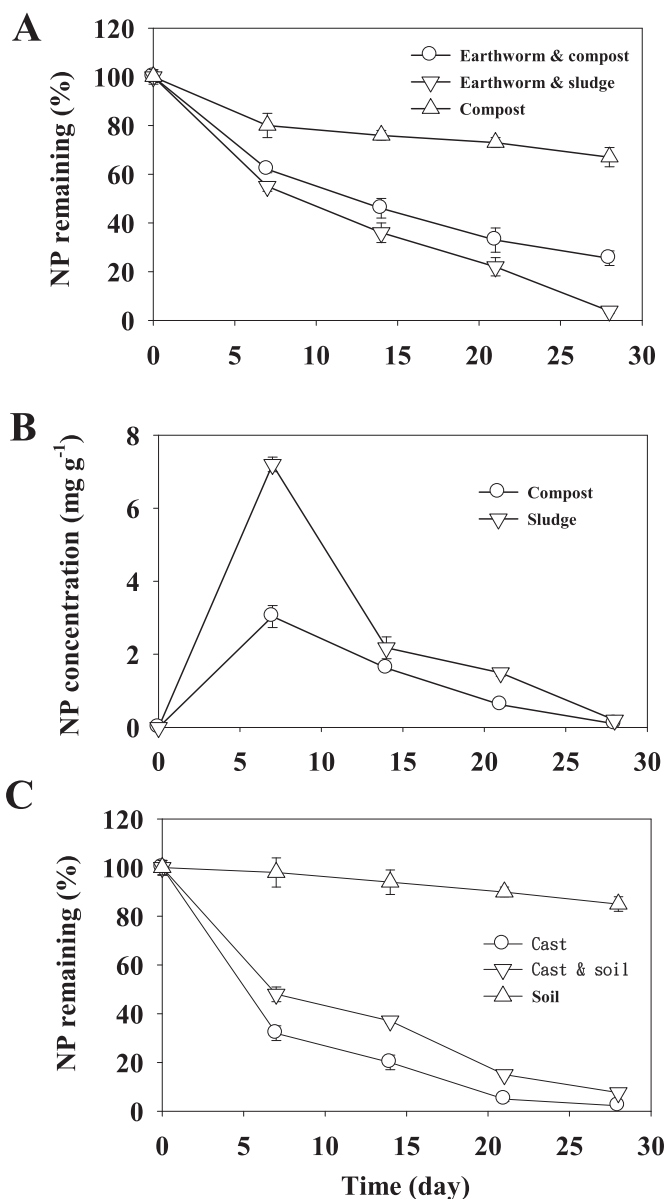 A
NP remaining (%)
120
100
80
60
40
20
0
Earthworm & compost
Earthworm & sludge
Compost
0 5 10 15 20 25 30
B
NP concentration (mg g-1)
8
6
4
2
0
Compost
Sludge
0 5 10 15 20 25 30
C
NP remaining (%)
120
100
80
60
40
20
0
Cast
Cast & soil
Soil
0 5 10 15 20 25 30
Time (day)